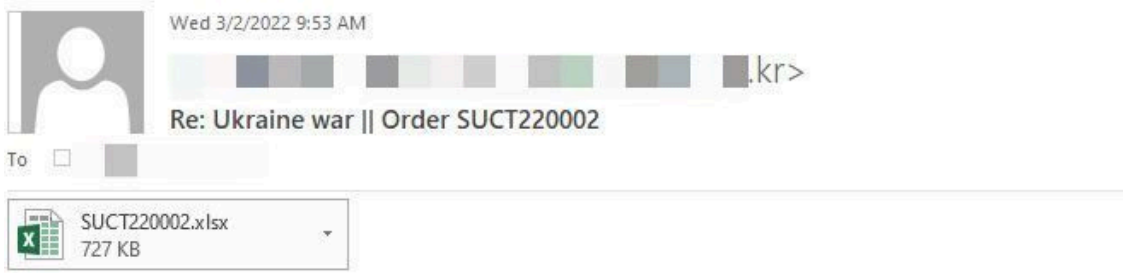 Wed 3/2/2022 9:53 AM
.kr>
Re: Ukraine war || Order SUCT220002
To
SUCT220002.xlsx
727 KB